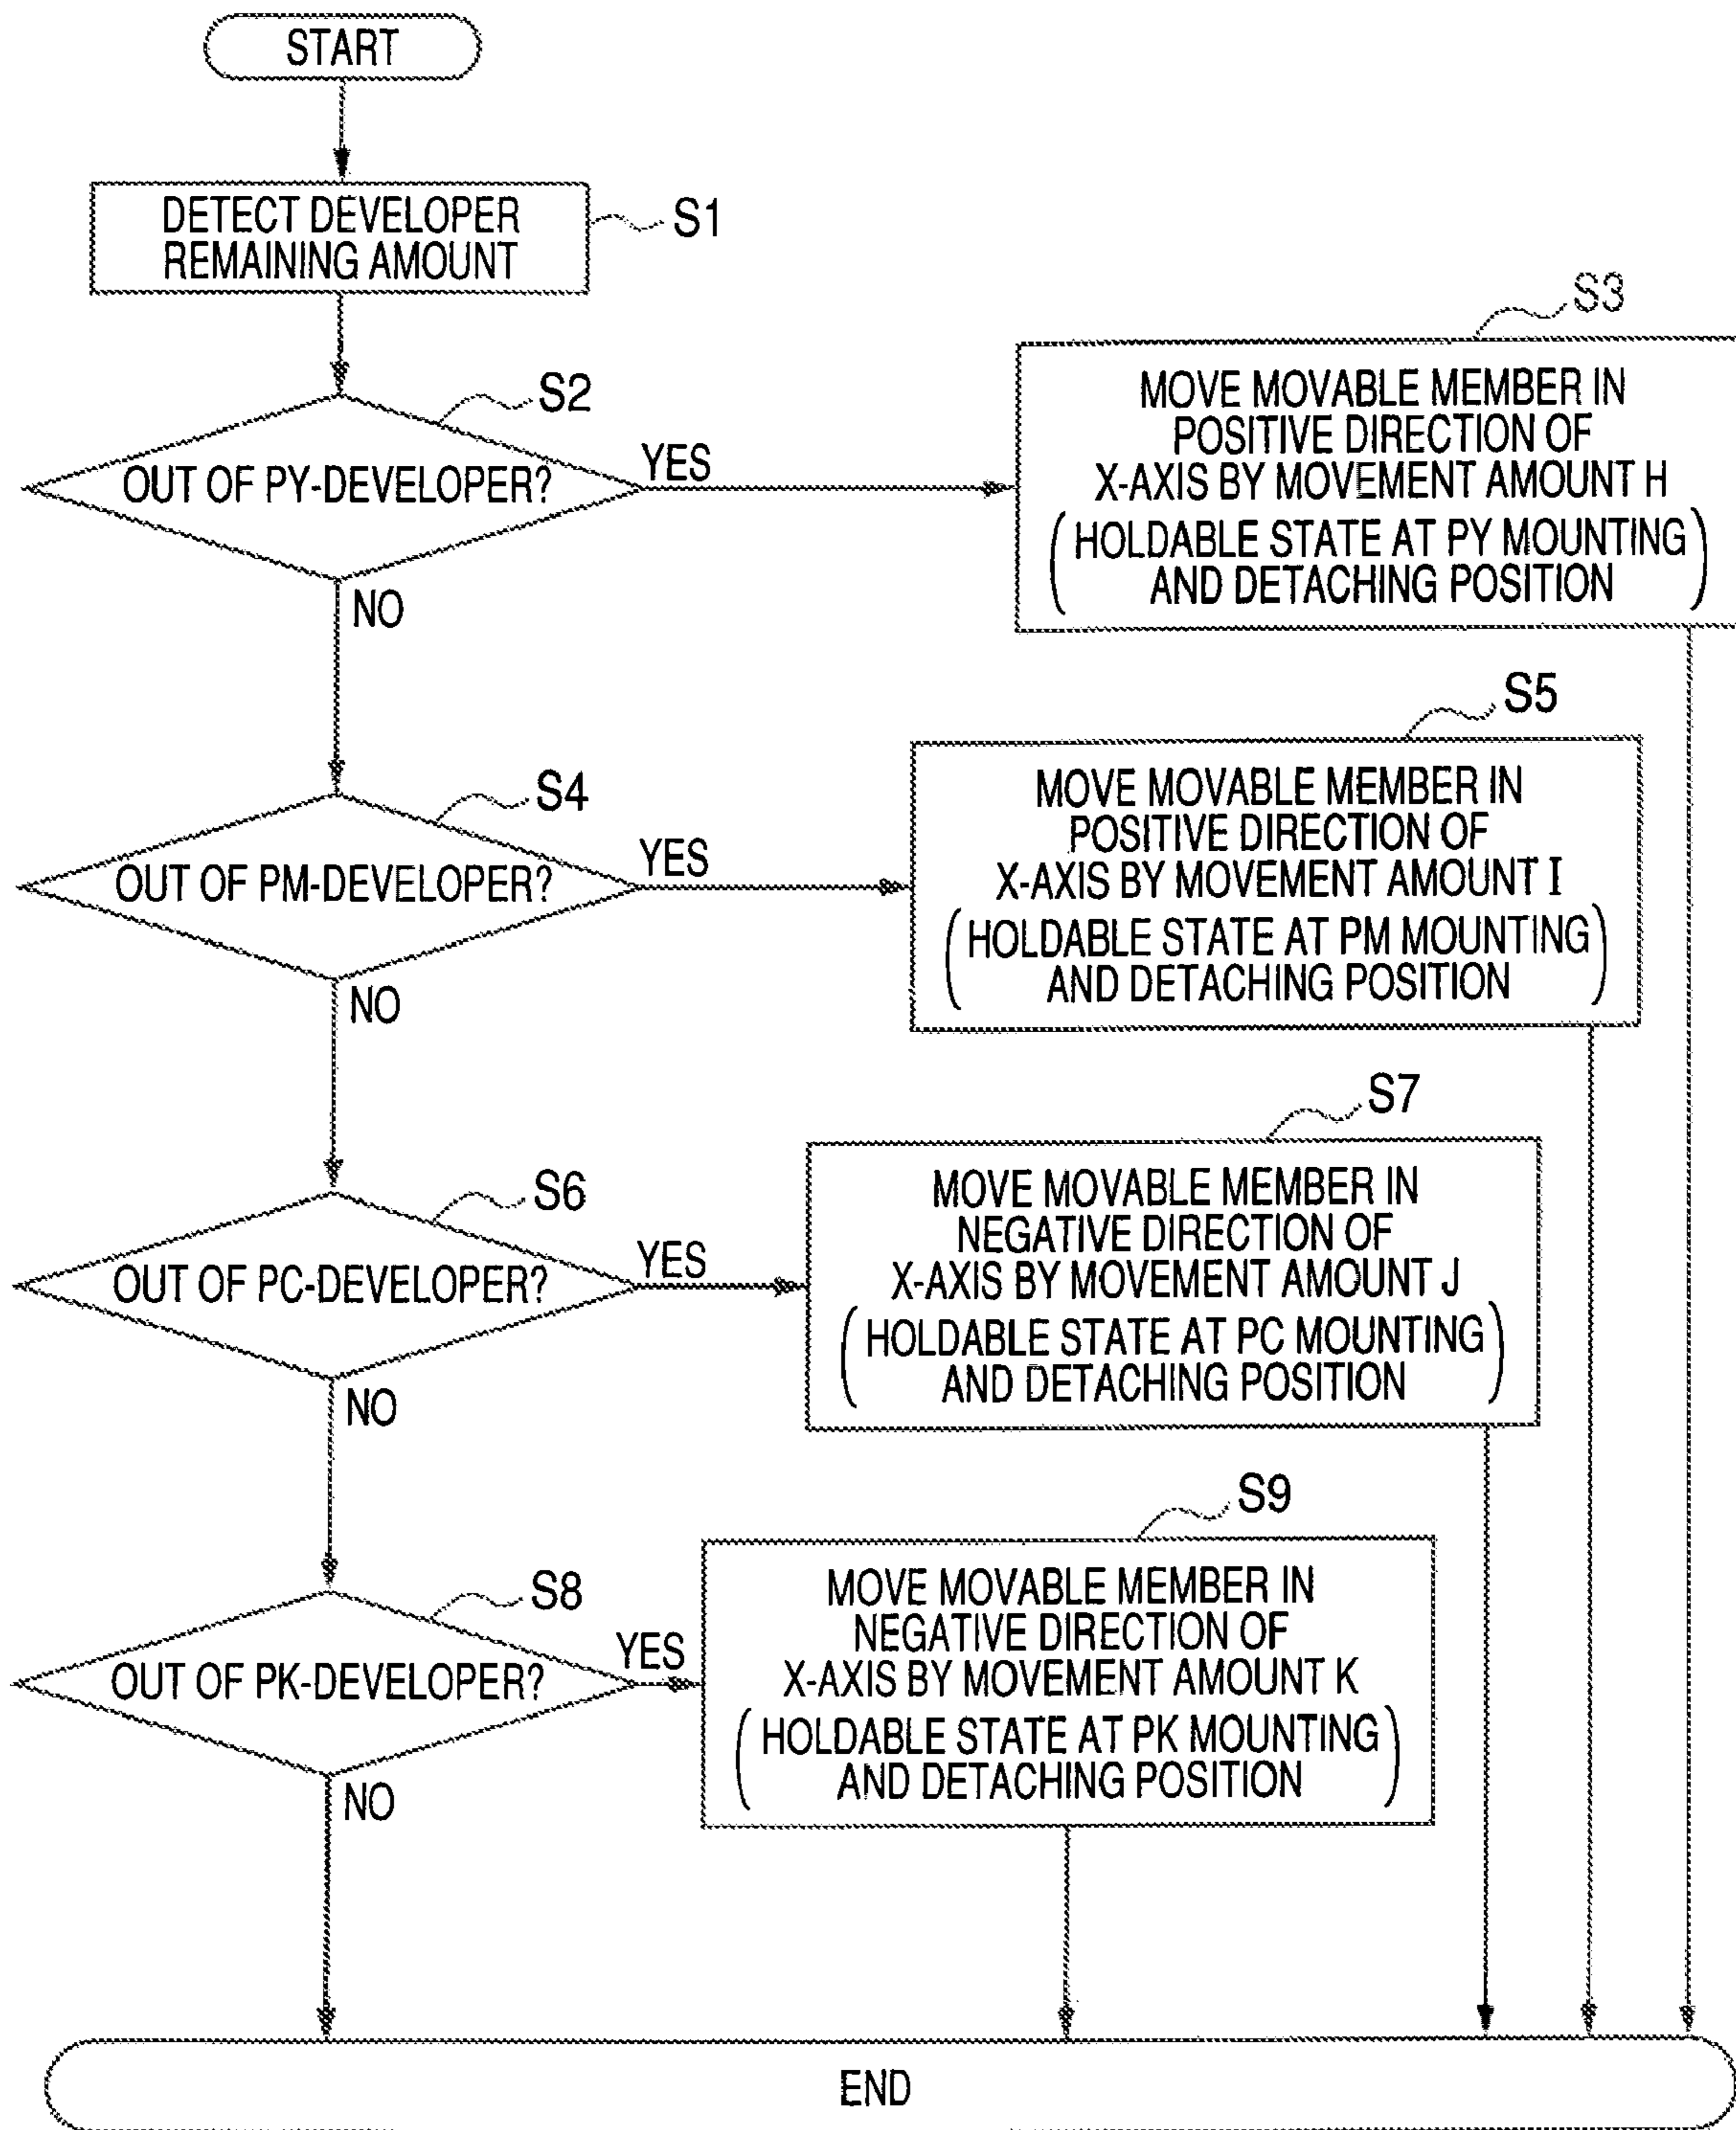 START
DETECT DEVELOPER
REMAINING AMOUNT
S1
S2
OUT OF PY-DEVELOPER?
YES
NO
S3
MOVE MOVABLE MEMBER IN
POSITIVE DIRECTION OF
X-AXIS BY MOVEMENT AMOUNT H
(HOLDABLE STATE AT PY MOUNTING
AND DETACHING POSITION)
S4
OUT OF PM-DEVELOPER?
YES
NO
S5
MOVE MOVABLE MEMBER IN
POSITIVE DIRECTION OF
X-AXIS BY MOVEMENT AMOUNT I
(HOLDABLE STATE AT PM MOUNTING
AND DETACHING POSITION)
S6
OUT OF PC-DEVELOPER?
YES
NO
S7
MOVE MOVABLE MEMBER IN
NEGATIVE DIRECTION OF
X-AXIS BY MOVEMENT AMOUNT J
(HOLDABLE STATE AT PC MOUNTING
AND DETACHING POSITION)
S8
OUT OF PK-DEVELOPER?
YES
NO
S9
MOVE MOVABLE MEMBER IN
NEGATIVE DIRECTION OF
X-AXIS BY MOVEMENT AMOUNT K
(HOLDABLE STATE AT PK MOUNTING
AND DETACHING POSITION)
END